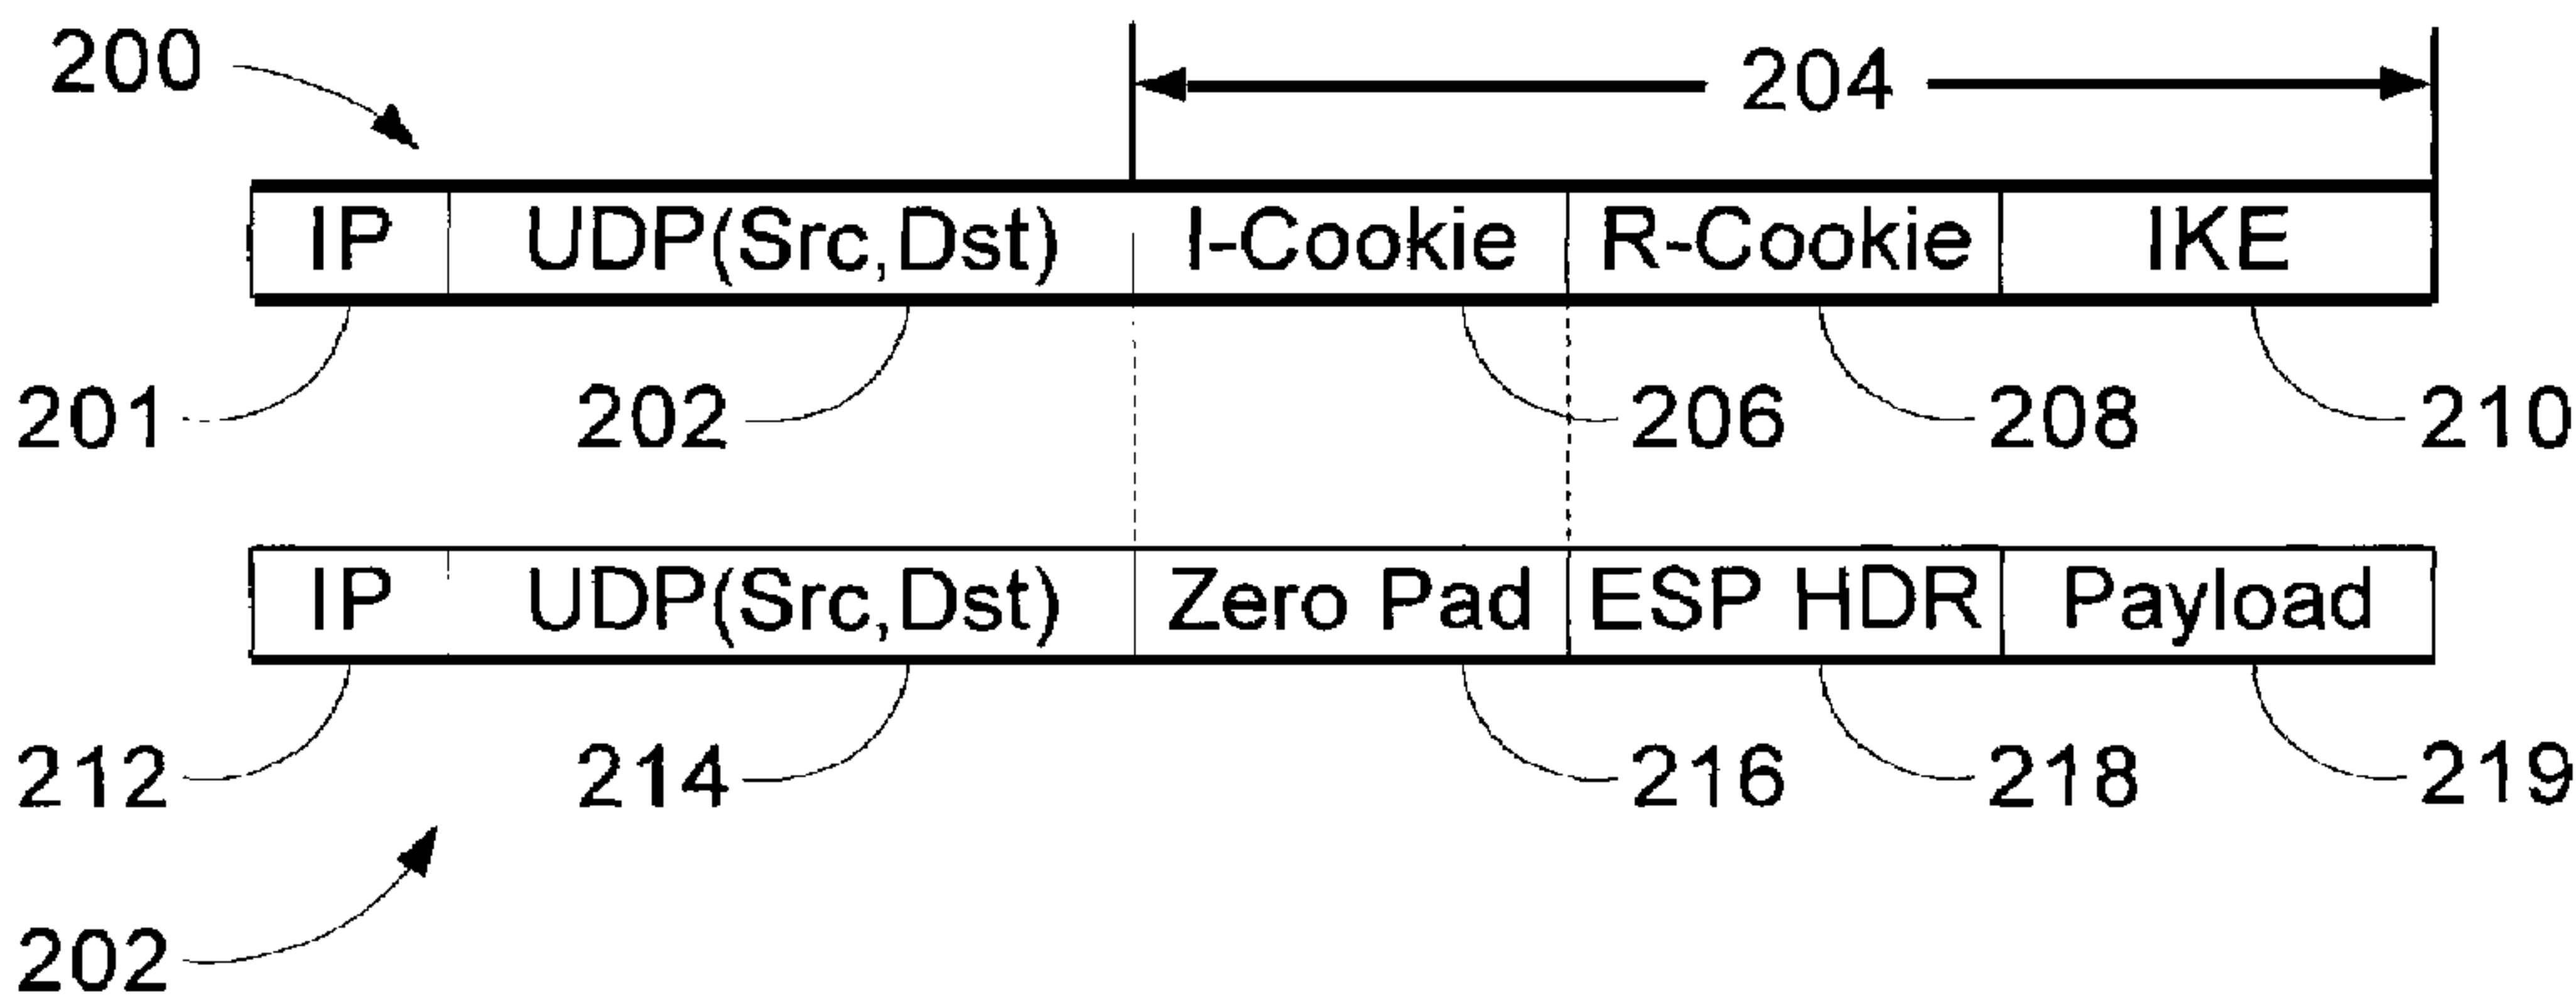 200
204
IP UDP(Src,Dst) I-Cookie R-Cookie IKE
201 202 206 208 210
IP UDP(Src,Dst) Zero Pad ESP HDR Payload
212 214 216 218 219
202